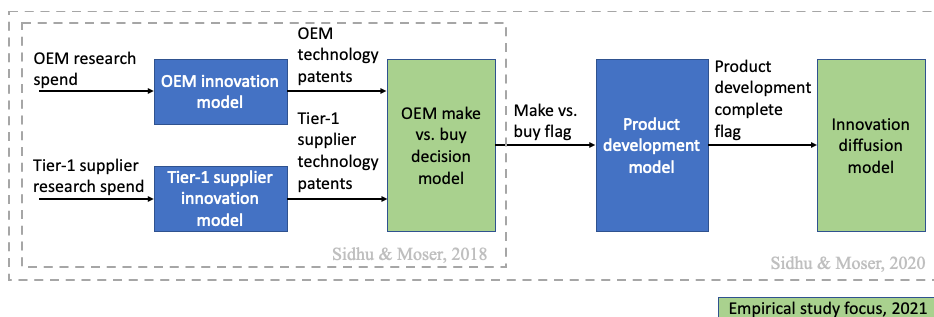 OEM research
spend
OEM innovation
model
OEM
technology
patents
Tier-1 supplier
research spend
Tier-1 supplier
innovation
model
Tier-1
supplier
technology
patents
OEM make
vs. buy
decision
model
Make vs.
buy flag
Product
development
model
Product
development
complete
flag
Innovation
diffusion
model
Sidhu & Moser, 2018
Sidhu & Moser, 2020
Empirical study focus, 2021